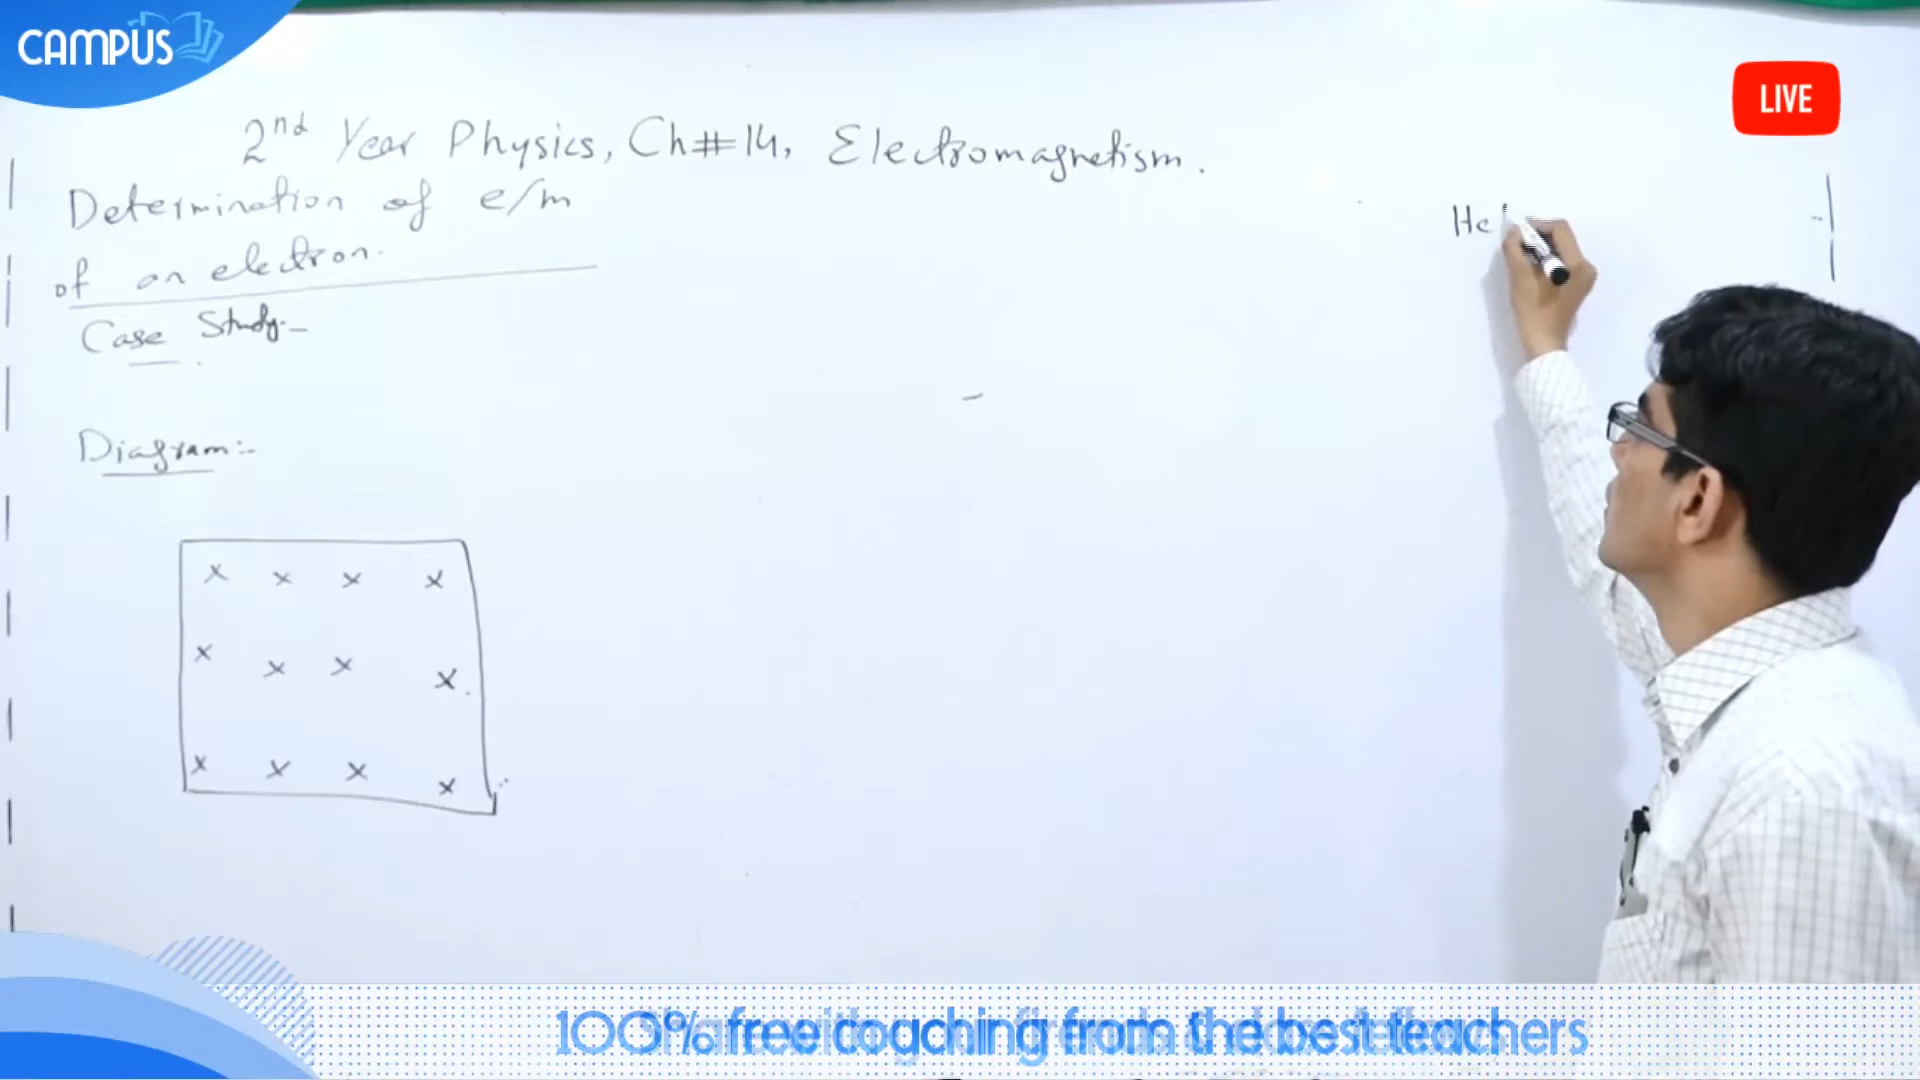 CAMPUS
LIVE
2nd Year Physics, Ch#14, Electromagnetism.
Determination of e/m
of an electron.
Case Study:-
Diagram:-
He
x x x x
x x x x
x x x x
100% free coaching from the best teachers